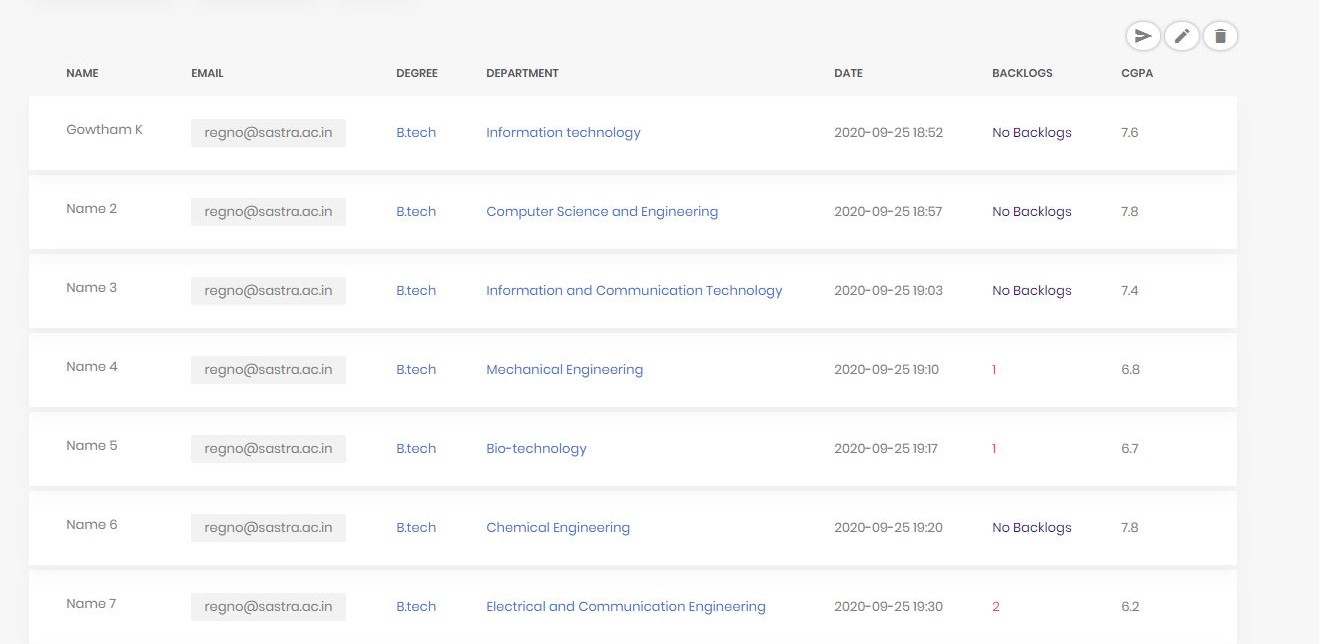 NAME EMAIL DEGREE DEPARTMENT DATE BACKLOGS CGPA
Gowtham K regno@sastra.ac.in B.tech Information technology 2020-09-25 18:52 No Backlogs 7.6
Name 2 regno@sastra.ac.in B.tech Computer Science and Engineering 2020-09-25 18:57 No Backlogs 7.8
Name 3 regno@sastra.ac.in B.tech Information and Communication Technology 2020-09-25 19:03 No Backlogs 7.4
Name 4 regno@sastra.ac.in B.tech Mechanical Engineering 2020-09-25 19:10 1 6.8
Name 5 regno@sastra.ac.in B.tech Bio-technology 2020-09-25 19:17 1 6.7
Name 6 regno@sastra.ac.in B.tech Chemical Engineering 2020-09-25 19:20 No Backlogs 7.8
Name 7 regno@sastra.ac.in B.tech Electrical and Communication Engineering 2020-09-25 19:30 2 6.2